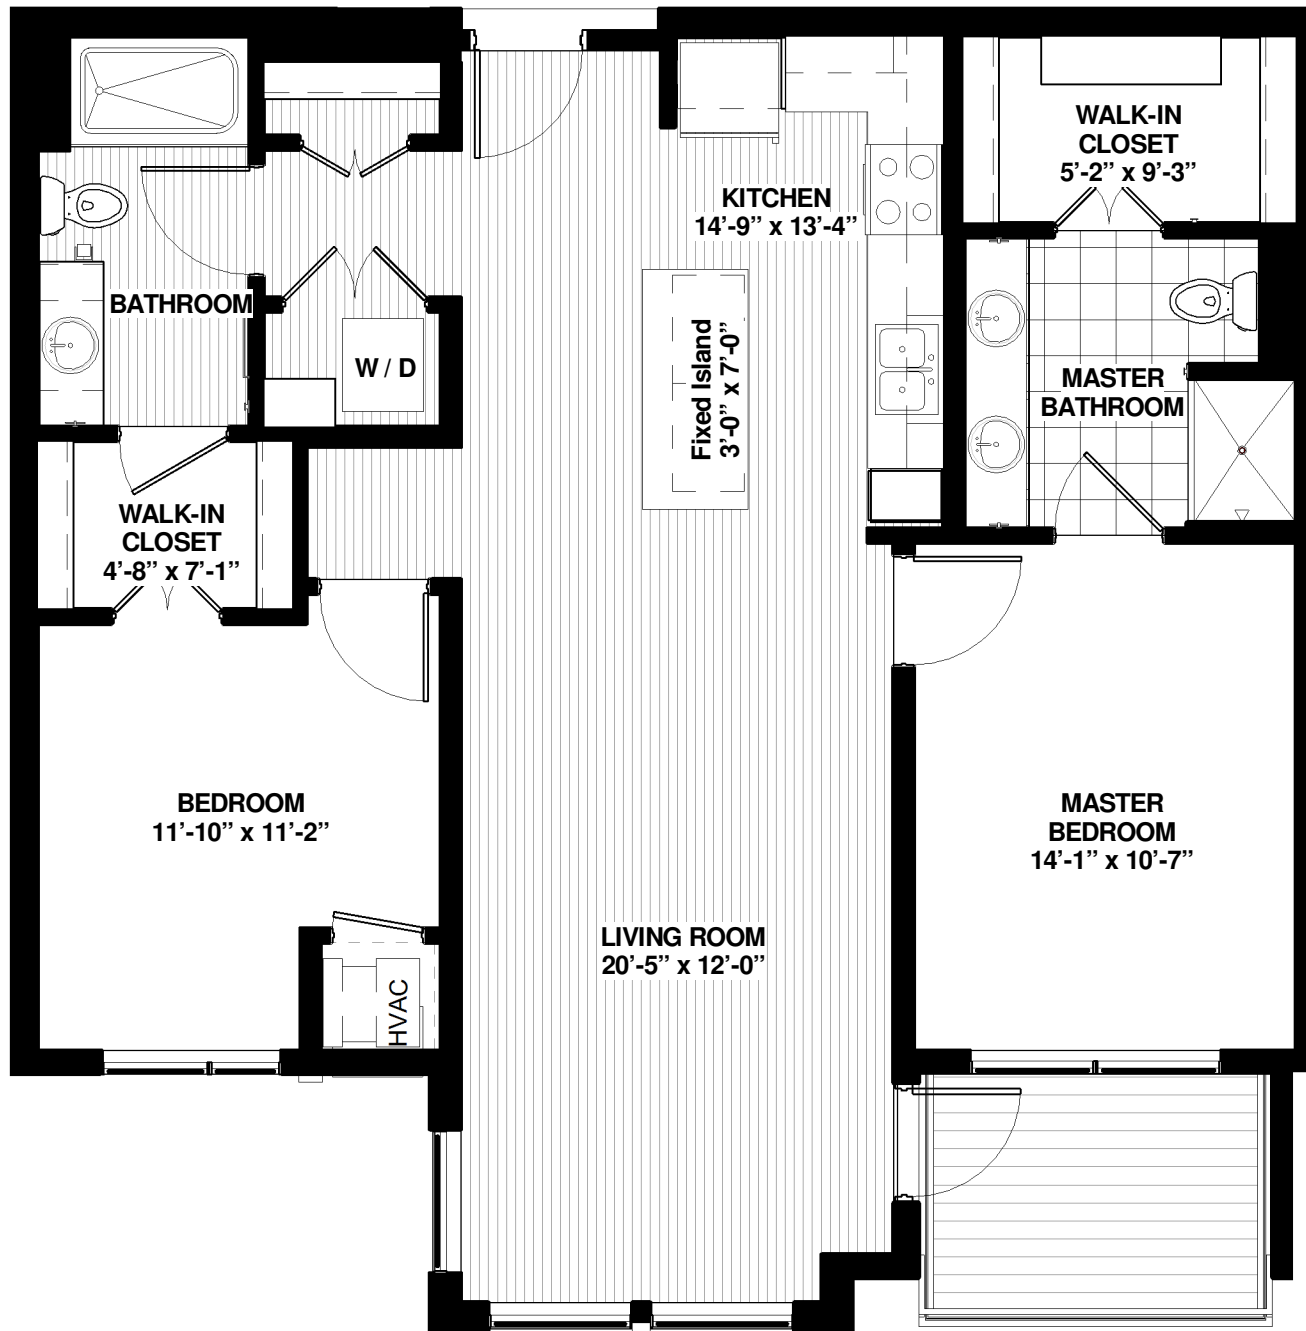 WALK-IN
CLOSET
5’-2” x 9’-3”
KITCHEN
14’-9” x 13’-4”
BATHROOM
Fixed Island
3’-0” x 7’-0”
W / D
MASTER
BATHROOM
WALK-IN
CLOSET
4’-8” x 7’-1”
BEDROOM
11’-10” x 11’-2”
MASTER
BEDROOM
14’-1” x 10’-7”
LIVING ROOM
20’-5” x 12’-0”
HVAC